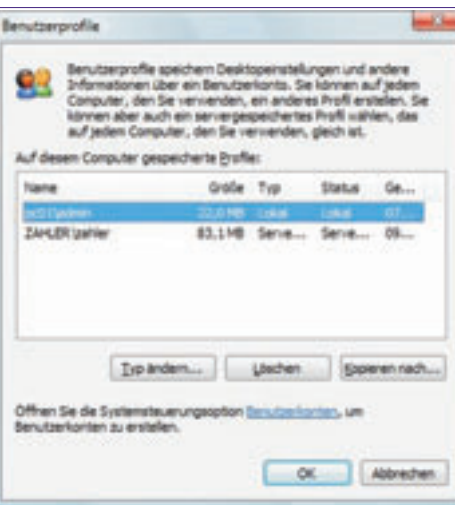 Benutzerprofile
Benutzerprofile speichern Desktopeinstellungen und andere
Informationen über ein Benutzerkonto. Sie können auf jedem
Computer, den Sie verwenden, ein anderes Profil erstellen. Sie
können aber auch ein servergespeichertes Profil wählen, das
auf jedem Computer, den Sie verwenden, gleich ist.
Auf diesem Computer gespeicherte Profile:
Name Größe Typ Status Ge...
22,0 MB Lokal Lokal 07....
ZAHLER\zahler 83,1 MB Serve... Serve... 09....
Typ ändern... Löschen Kopieren nach...
Öffnen Sie die Systemsteuerungsoption Benutzerkonten, um
Benutzerkonten zu erstellen.
OK Abbrechen